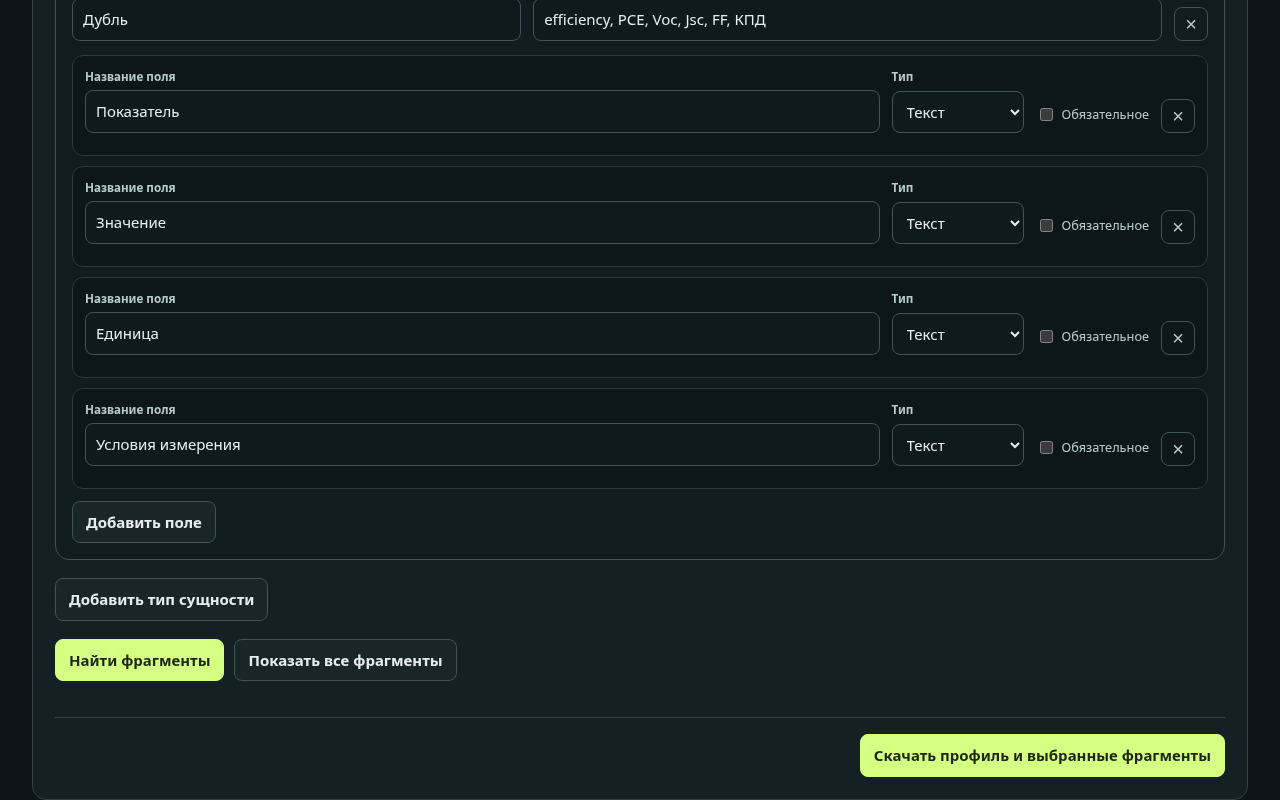 Дубль efficiency, PCE, Voc, Jsc, FF, КПД ×
Название поля Тип
Показатель Текст Обязательное ×
Название поля Тип
Значение Текст Обязательное ×
Название поля Тип
Единица Текст Обязательное ×
Название поля Тип
Условия измерения Текст Обязательное ×
Добавить поле
Добавить тип сущности
Найти фрагменты Показать все фрагменты
Скачать профиль и выбранные фрагменты